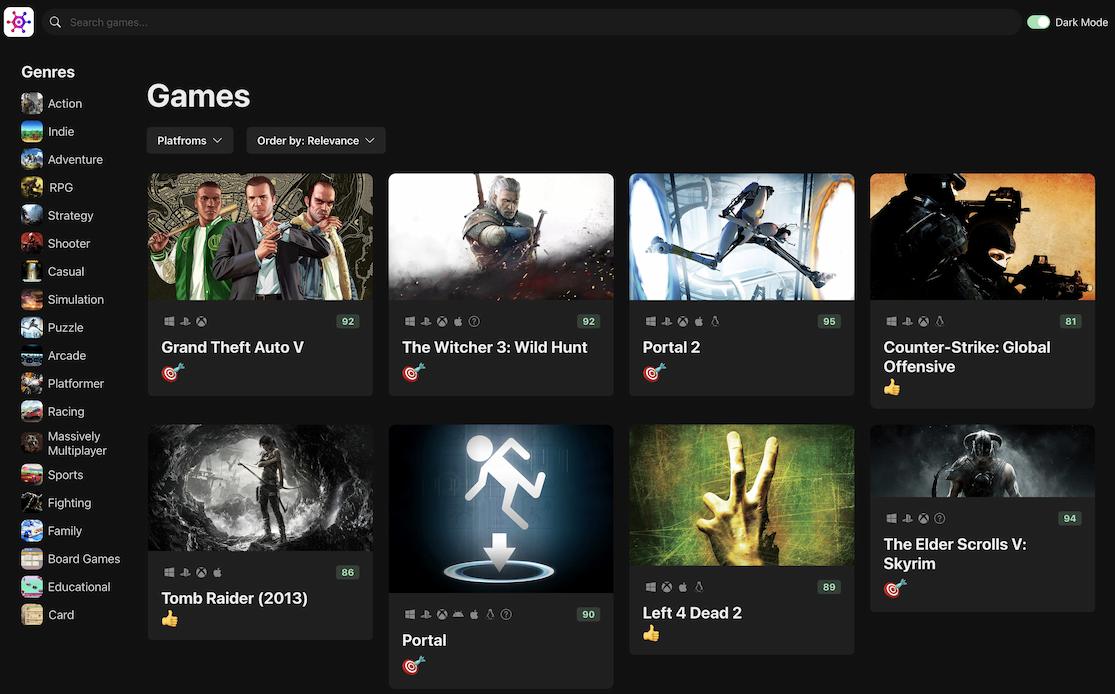 Search games...
Dark Mode
Genres
Action
Indie
Adventure
RPG
Strategy
Shooter
Casual
Simulation
Puzzle
Arcade
Platformer
Racing
Massively
Multiplayer
Sports
Fighting
Family
Board Games
Educational
Card
Games
Platfroms
Order by: Relevance
92
Grand Theft Auto V
92
The Witcher 3: Wild Hunt
95
Portal 2
81
Counter-Strike: Global
Offensive
86
Tomb Raider (2013)
90
Portal
89
Left 4 Dead 2
94
The Elder Scrolls V:
Skyrim